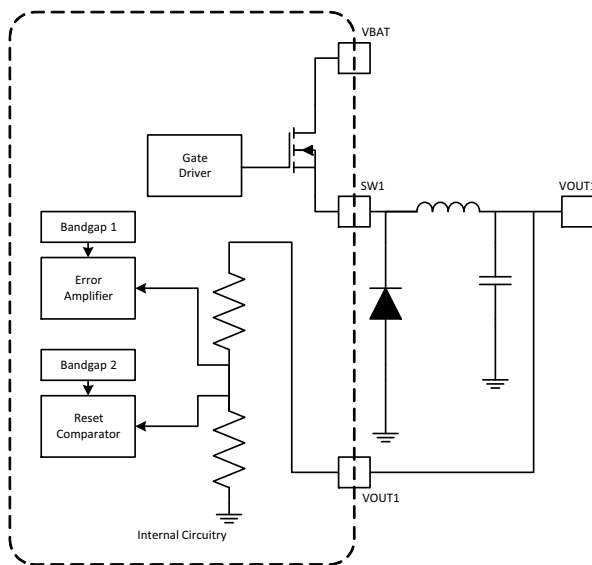 VBAT
Gate
Driver
SW1
VOUT1
Bandgap 1
Error
Amplifier
Bandgap 2
Reset
Comparator
VOUT1
Internal Circuitry